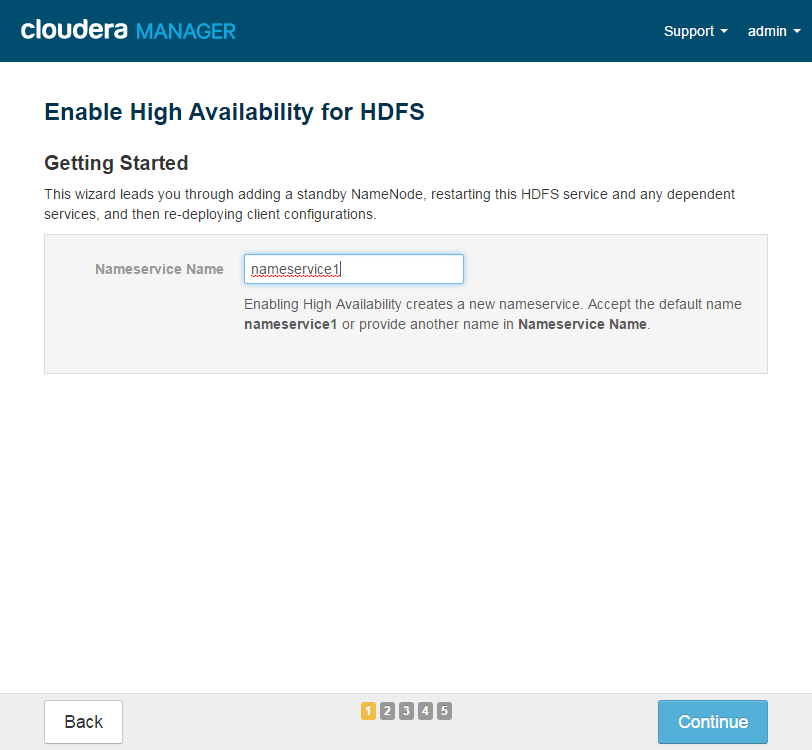 cloudera MANAGER
Support admin
Enable High Availability for HDFS
Getting Started
This wizard leads you through adding a standby NameNode, restarting this HDFS service and any dependent
services, and then re-deploying client configurations.
Nameservice Name nameservice1
Enabling High Availability creates a new nameservice. Accept the default name
nameservice1 or provide another name in Nameservice Name.
Back 1 2 3 4 5 Continue